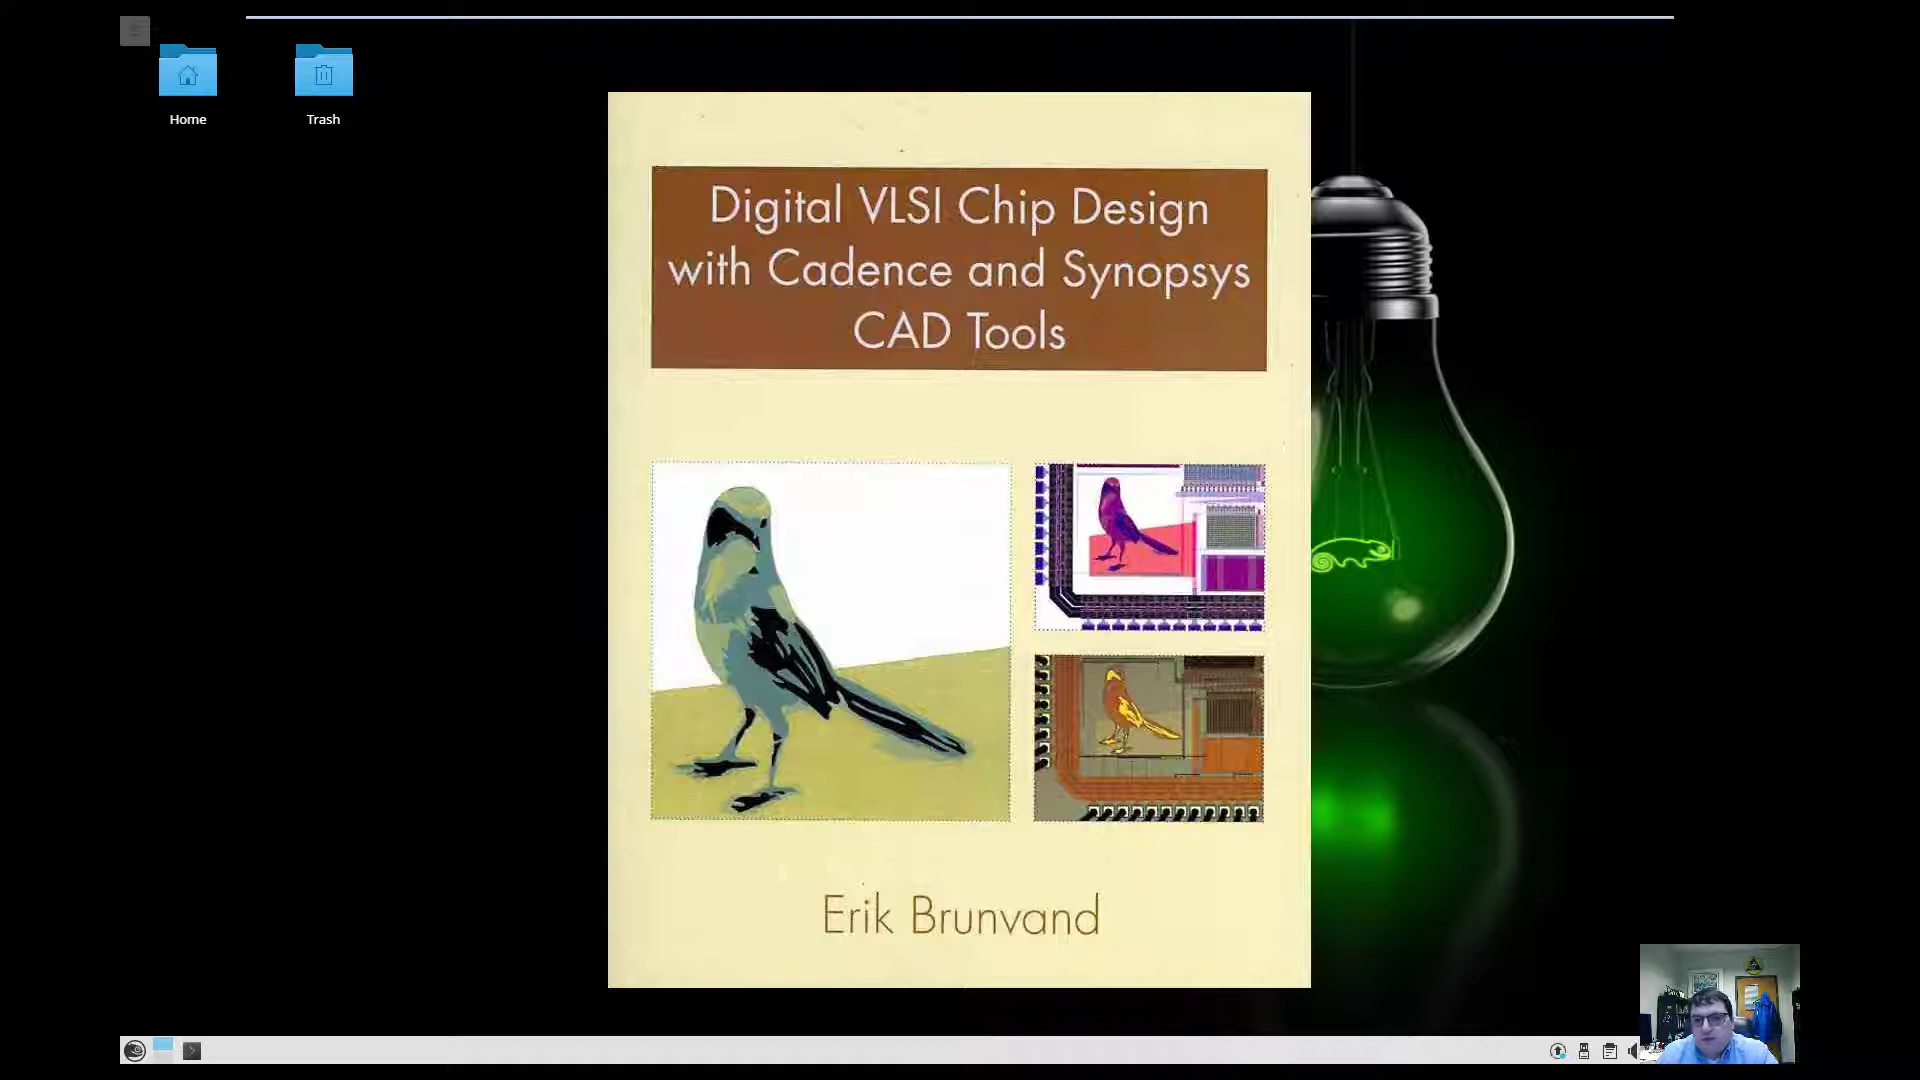 Home
Trash
Digital VLSI Chip Design
with Cadence and Synopsys
CAD Tools
Erik Brunvand